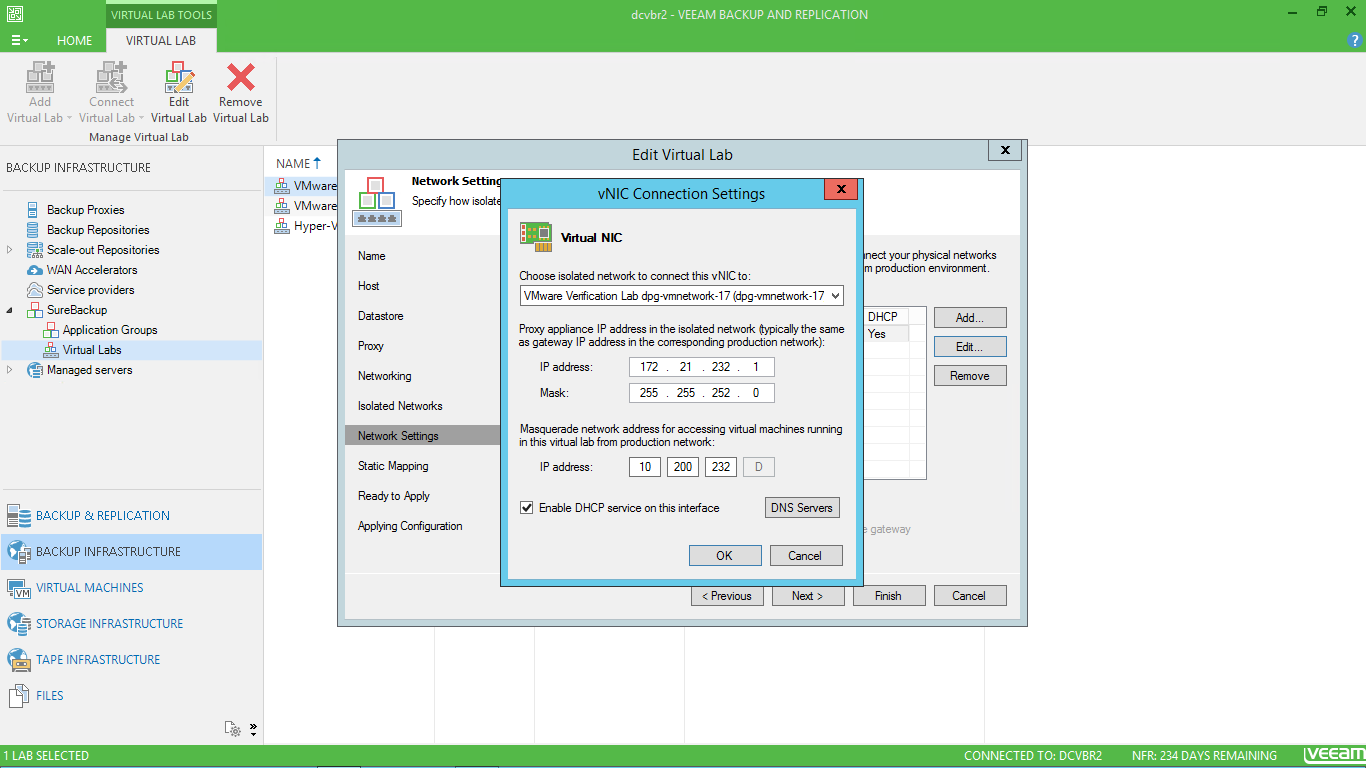 VIRTUAL LAB TOOLS
dcvbr2 - VEEAM BACKUP AND REPLICATION
HOME
VIRTUAL LAB
?
Add
Virtual Lab
Connect
Virtual Lab
Edit
Virtual Lab
Remove
Virtual Lab
Manage Virtual Lab
BACKUP INFRASTRUCTURE
Backup Proxies
Backup Repositories
Scale-out Repositories
WAN Accelerators
Service providers
SureBackup
Application Groups
Virtual Labs
Managed servers
BACKUP & REPLICATION
BACKUP INFRASTRUCTURE
VM
VIRTUAL MACHINES
STORAGE INFRASTRUCTURE
TAPE INFRASTRUCTURE
FILES
NAME
VMware
VMware
Hyper-V
Edit Virtual Lab
X
Network Setting
Specify how isolate
Name
Host
Datastore
Proxy
Networking
Isolated Networks
Network Settings
Static Mapping
Ready to Apply
Applying Configuration
nnect your physical networks
m production environment.
DHCP
Yes
Add...
Edit...
Remove
e gateway
< Previous
Next >
Finish
Cancel
vNIC Connection Settings
X
Virtual NIC
Choose isolated network to connect this vNIC to:
VMware Verification Lab dpg-vmnetwork-17 (dpg-vmnetwork-17
Proxy appliance IP address in the isolated network (typically the same
as gateway IP address in the corresponding production network):
IP address: 172 . 21 . 232 . 1
Mask: 255 . 255 . 252 . 0
Masquerade network address for accessing virtual machines running
in this virtual lab from production network:
IP address: 10 200 232 D
Enable DHCP service on this interface
DNS Servers
OK
Cancel
1 LAB SELECTED
CONNECTED TO: DCVBR2
NFR: 234 DAYS REMAINING
veeam